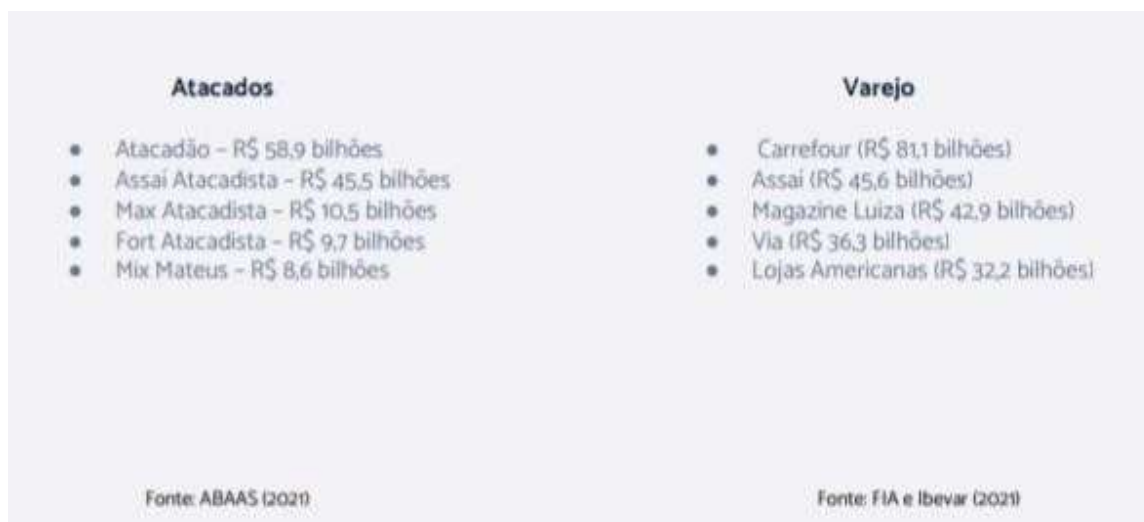 Atacados
● Atacadão – R$ 58,9 bilhões
● Assaí Atacadista – R$ 45,5 bilhões
● Max Atacadista – R$ 10,5 bilhões
● Fort Atacadista – R$ 9,7 bilhões
● Mix Mateus – R$ 8,6 bilhões
Fonte: ABAAS (2021)
Varejo
● Carrefour (R$ 81,1 bilhões)
● Assaí (R$ 45,6 bilhões)
● Magazine Luiza (R$ 42,9 bilhões)
● Via (R$ 36,3 bilhões)
● Lojas Americanas (R$ 32,2 bilhões)
Fonte: FIA e Ibevar (2021)